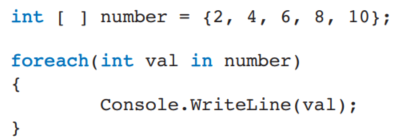 int [ ] number = {2, 4, 6, 8, 10};
foreach(int val in number)
{
Console.WriteLine(val);
}